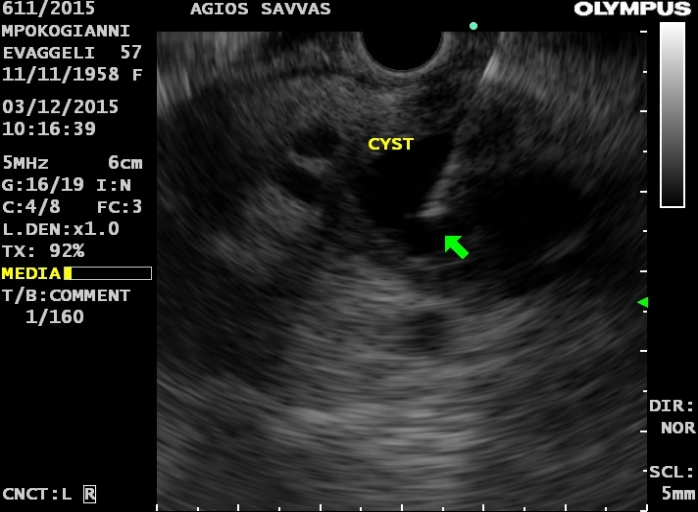 611/2015
AGIOS SAVVAS
OLYMPUS
MPOKOGIANNI
EVAGGELI 57
11/11/1958 F
03/12/2015
10:16:39
CYST
5MHz 6cm
G:16/19 I:N
C:4/8 FC:3
L.DEN:x1.0
TX: 92%
MEDIA
T/B:COMMENT
1/160
DIR:
NOR
SCL:
5mm
CNCT:L R